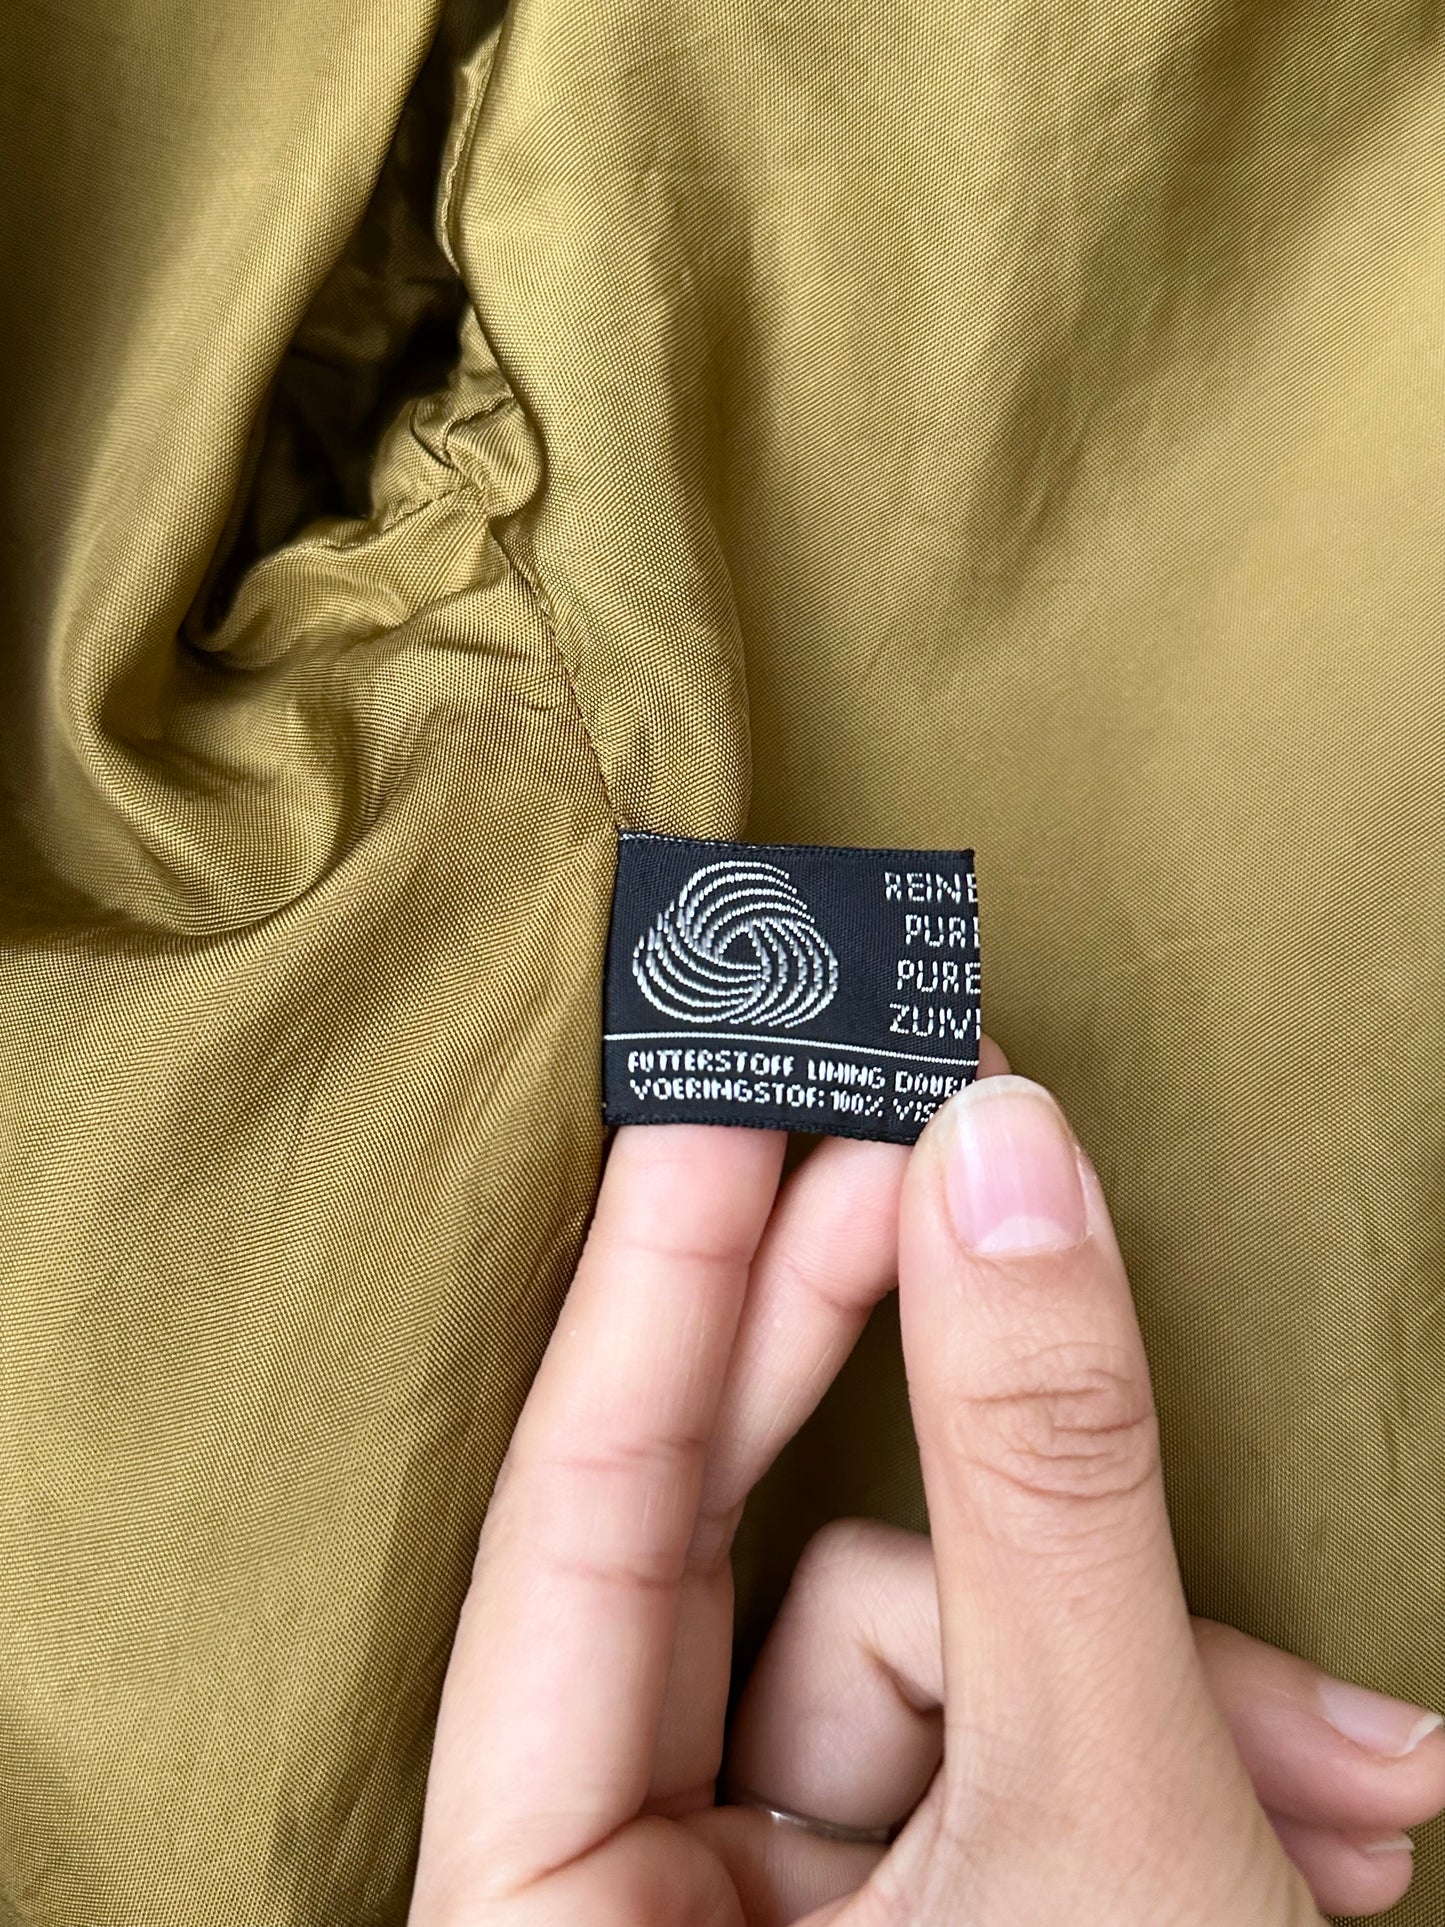 REINE
PURE
PURE
ZUIV
FUTTERSTOFF LINING DOUBL
VOERINGSTOF: 100% VIS